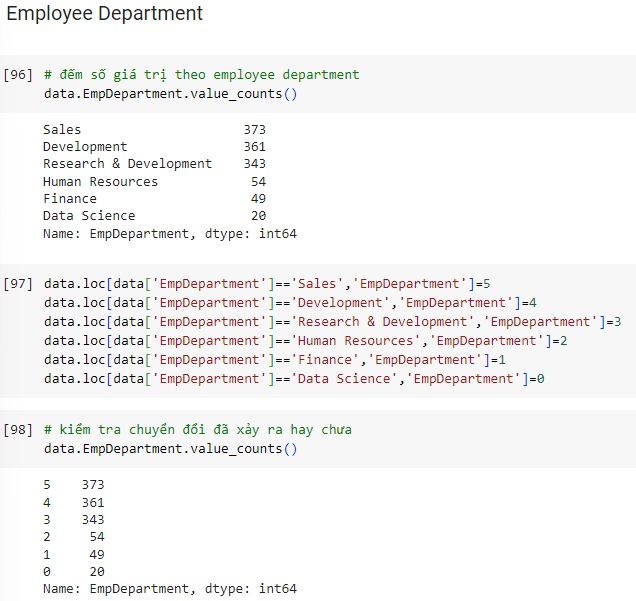 Employee Department
[96] # đếm số giá trị theo employee department
data.EmpDepartment.value_counts()
Sales 373
Development 361
Research & Development 343
Human Resources 54
Finance 49
Data Science 20
Name: EmpDepartment, dtype: int64
[97] data.loc[data['EmpDepartment']=='Sales','EmpDepartment']=5
data.loc[data['EmpDepartment']=='Development','EmpDepartment']=4
data.loc[data['EmpDepartment']=='Research & Development','EmpDepartment']=3
data.loc[data['EmpDepartment']=='Human Resources','EmpDepartment']=2
data.loc[data['EmpDepartment']=='Finance','EmpDepartment']=1
data.loc[data['EmpDepartment']=='Data Science','EmpDepartment']=0
[98] # kiểm tra chuyển đổi đã xảy ra hay chưa
data.EmpDepartment.value_counts()
5 373
4 361
3 343
2 54
1 49
0 20
Name: EmpDepartment, dtype: int64